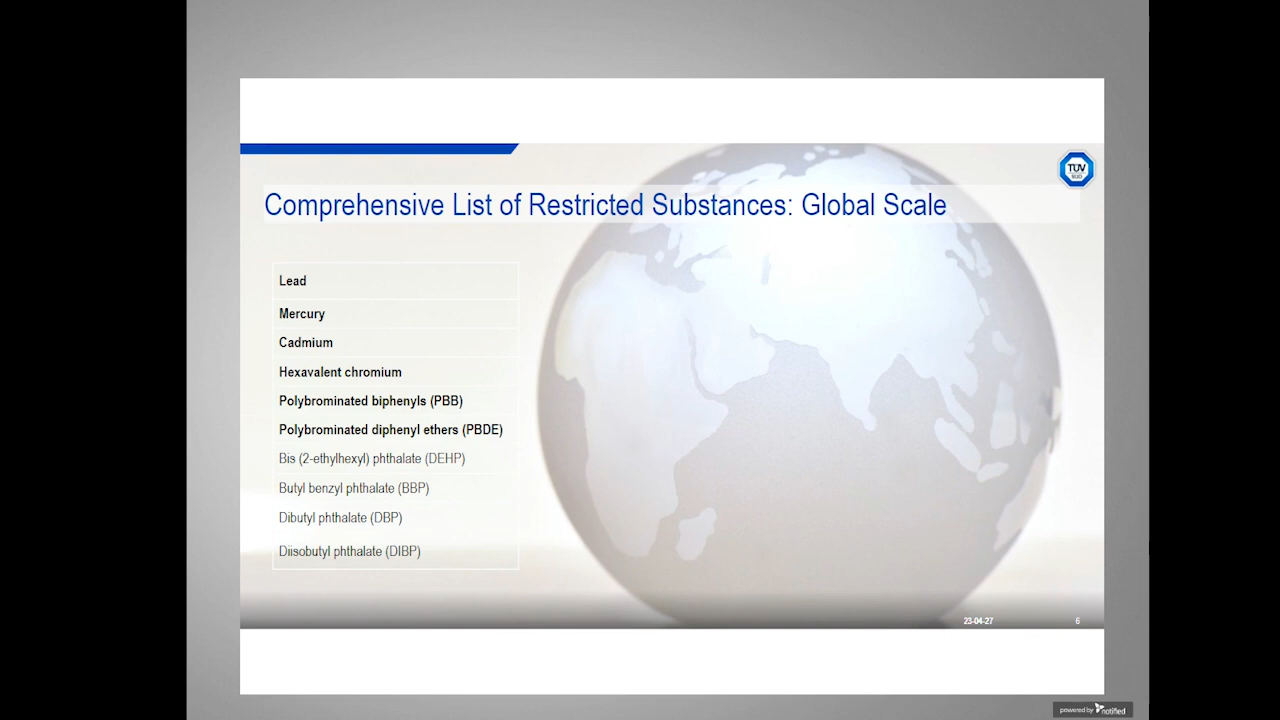 TÜV
SÜD
Comprehensive List of Restricted Substances: Global Scale
Lead
Mercury
Cadmium
Hexavalent chromium
Polybrominated biphenyls (PBB)
Polybrominated diphenyl ethers (PBDE)
Bis (2-ethylhexyl) phthalate (DEHP)
Butyl benzyl phthalate (BBP)
Dibutyl phthalate (DBP)
Diisobutyl phthalate (DIBP)
23-04-27 6
powered by notified